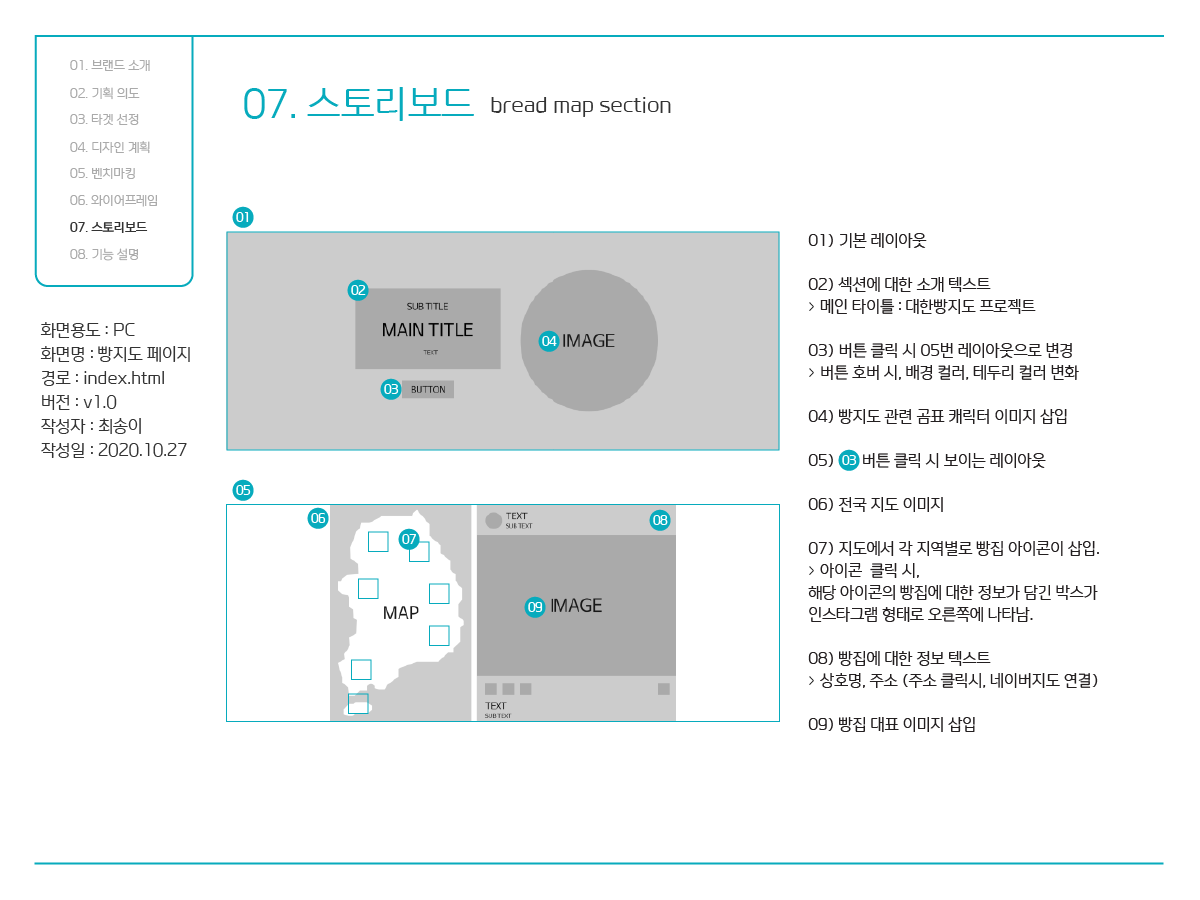 01. 브랜드 소개
02. 기획 의도
03. 타겟 선정
04. 디자인 계획
05. 벤치마킹
06. 와이어프레임
07. 스토리보드
08. 기능 설명
화면용도 : PC
화면명 : 빵지도 페이지
경로 : index.html
버전 : v1.0
작성자 : 최송이
작성일 : 2020.10.27
07. 스토리보드 bread map section
01
02
SUB TITLE
MAIN TITLE
TEXT
03 BUTTON
04 IMAGE
05
06
07
MAP
TEXT
SUB TEXT
08
09 IMAGE
TEXT
SUB TEXT
01) 기본 레이아웃
02) 섹션에 대한 소개 텍스트
> 메인 타이틀 : 대한빵지도 프로젝트
03) 버튼 클릭 시 05번 레이아웃으로 변경
> 버튼 호버 시, 배경 컬러, 테두리 컬러 변화
04) 빵지도 관련 곰표 캐릭터 이미지 삽입
05) 03 버튼 클릭 시 보이는 레이아웃
06) 전국 지도 이미지
07) 지도에서 각 지역별로 빵집 아이콘이 삽입.
> 아이콘 클릭 시,
해당 아이콘의 빵집에 대한 정보가 담긴 박스가
인스타그램 형태로 오른쪽에 나타남.
08) 빵집에 대한 정보 텍스트
> 상호명, 주소 (주소 클릭시, 네이버지도 연결)
09) 빵집 대표 이미지 삽입